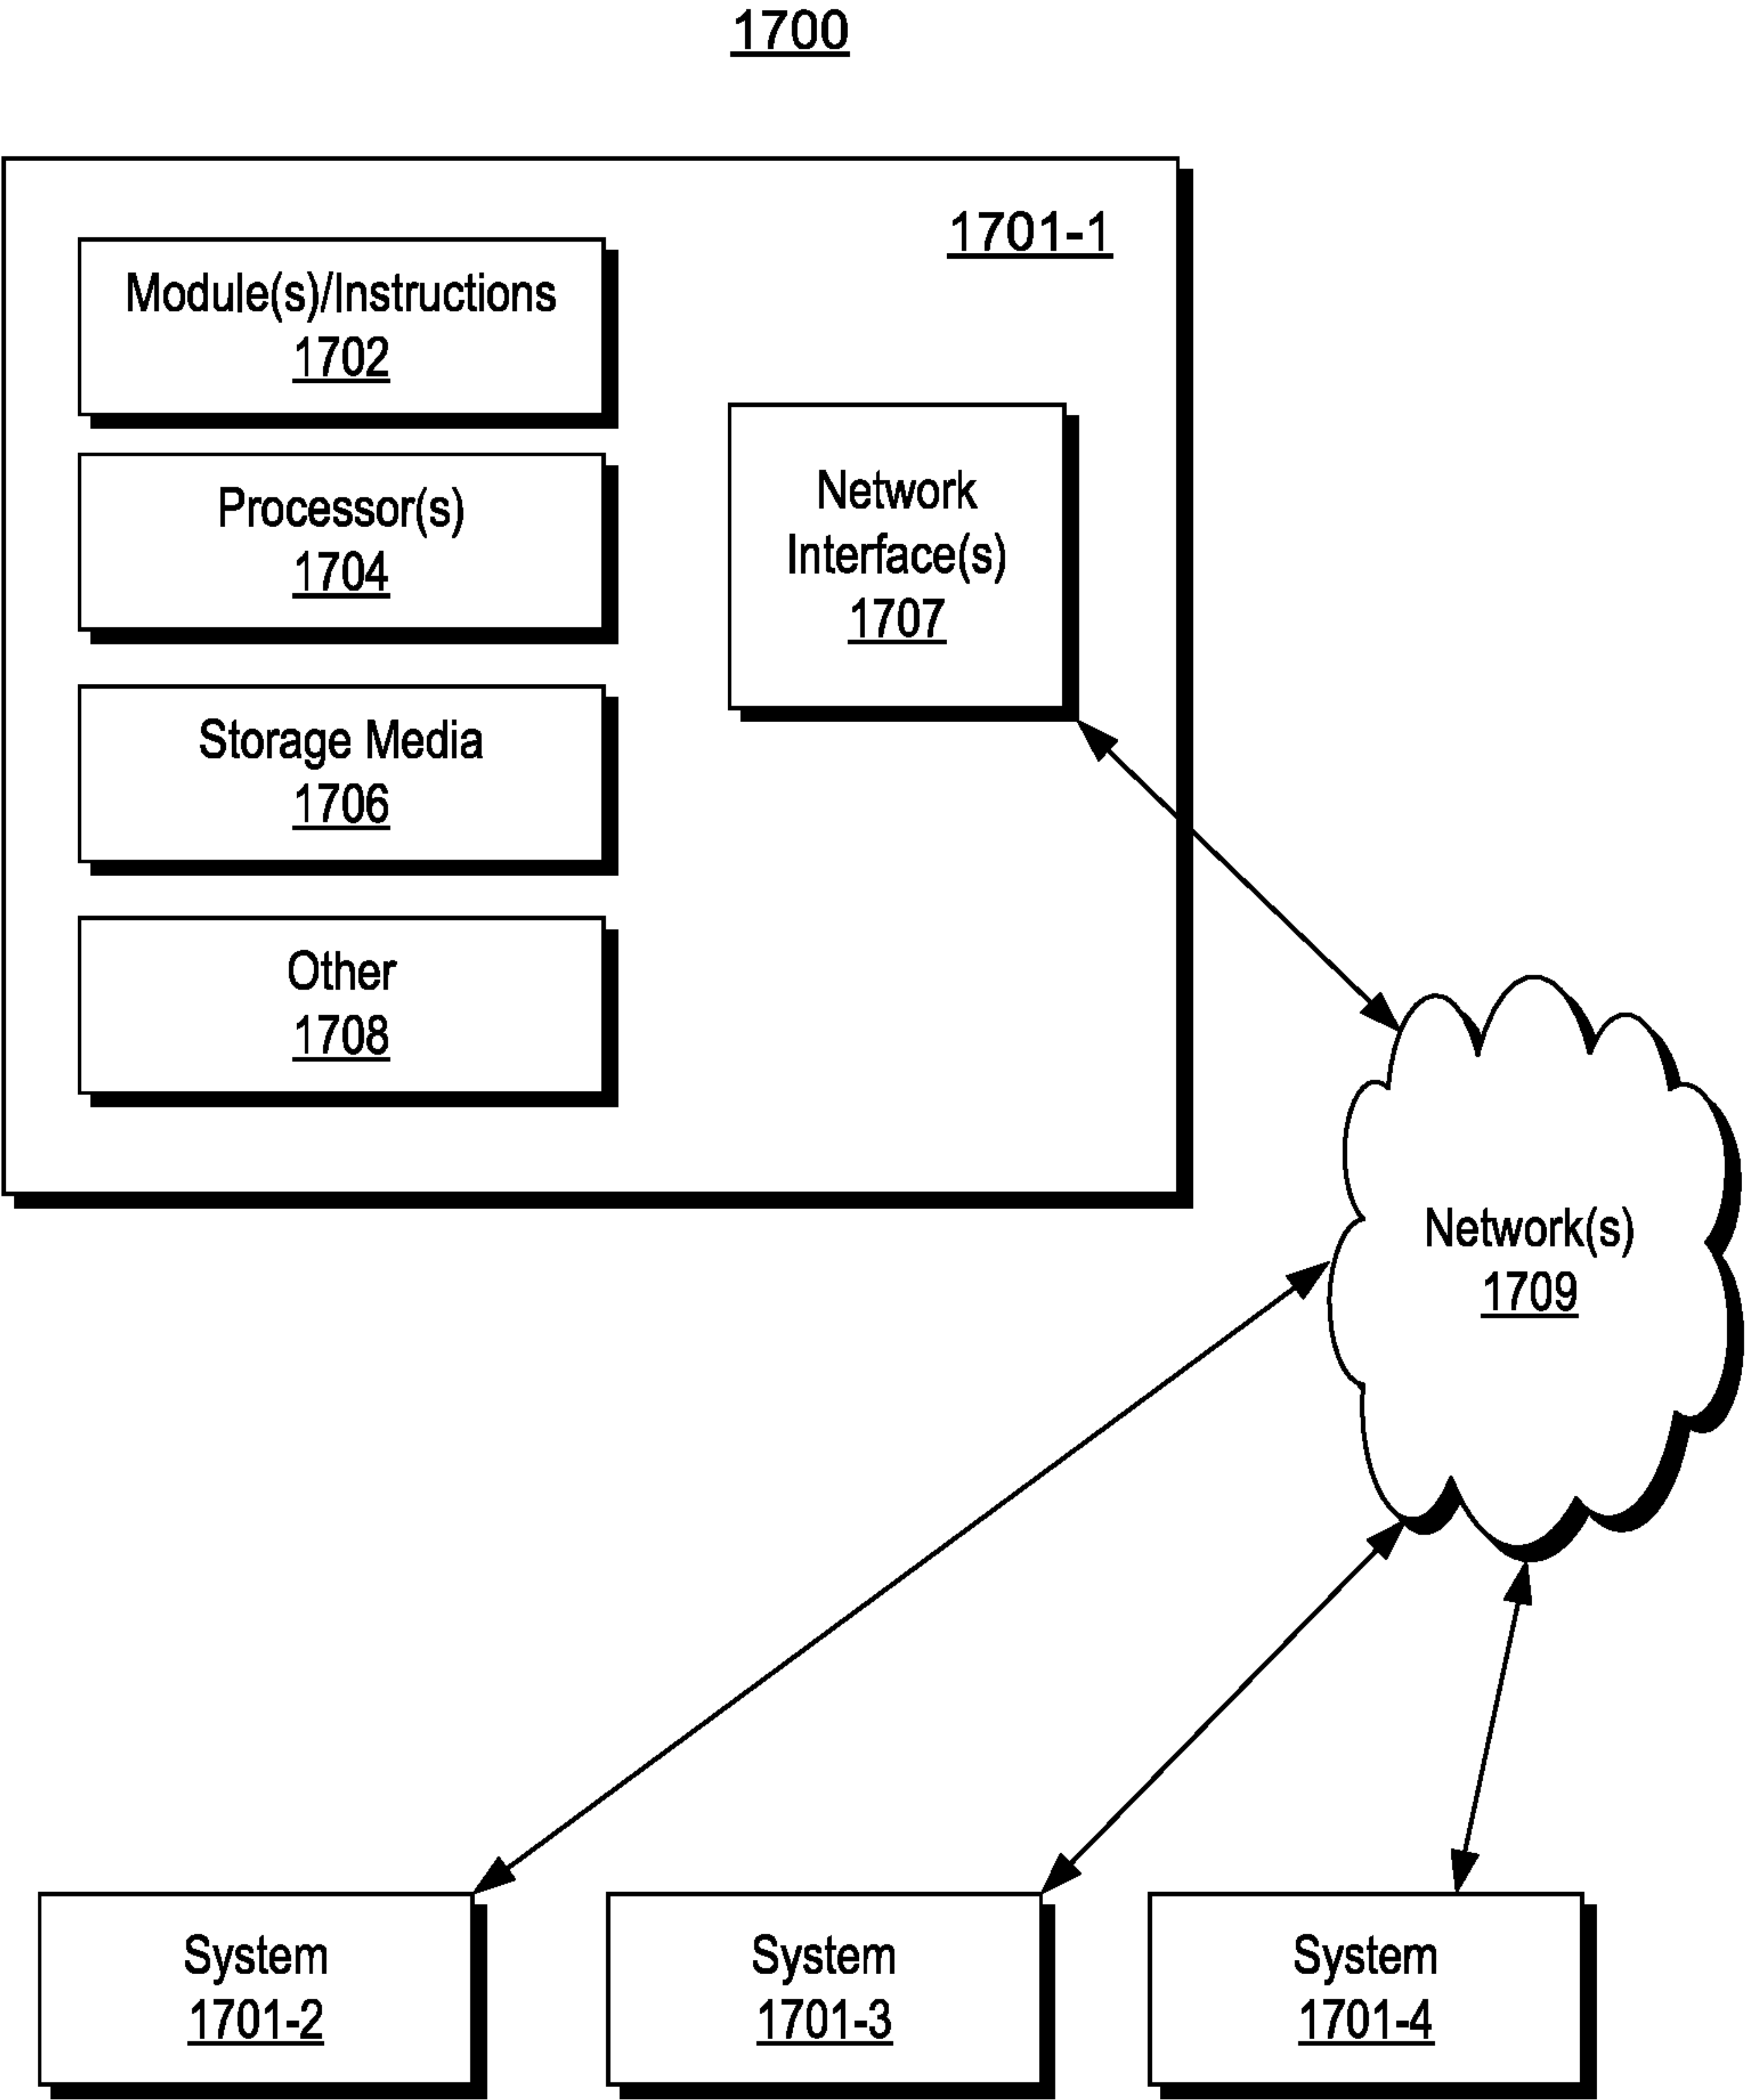 1700
1701-1
Module(s)/Instructions
1702
Processor(s)
1704
Storage Media
1706
Other
1708
Network
Interface(s)
1707
Network(s)
1709
System
1701-2
System
1701-3
System
1701-4